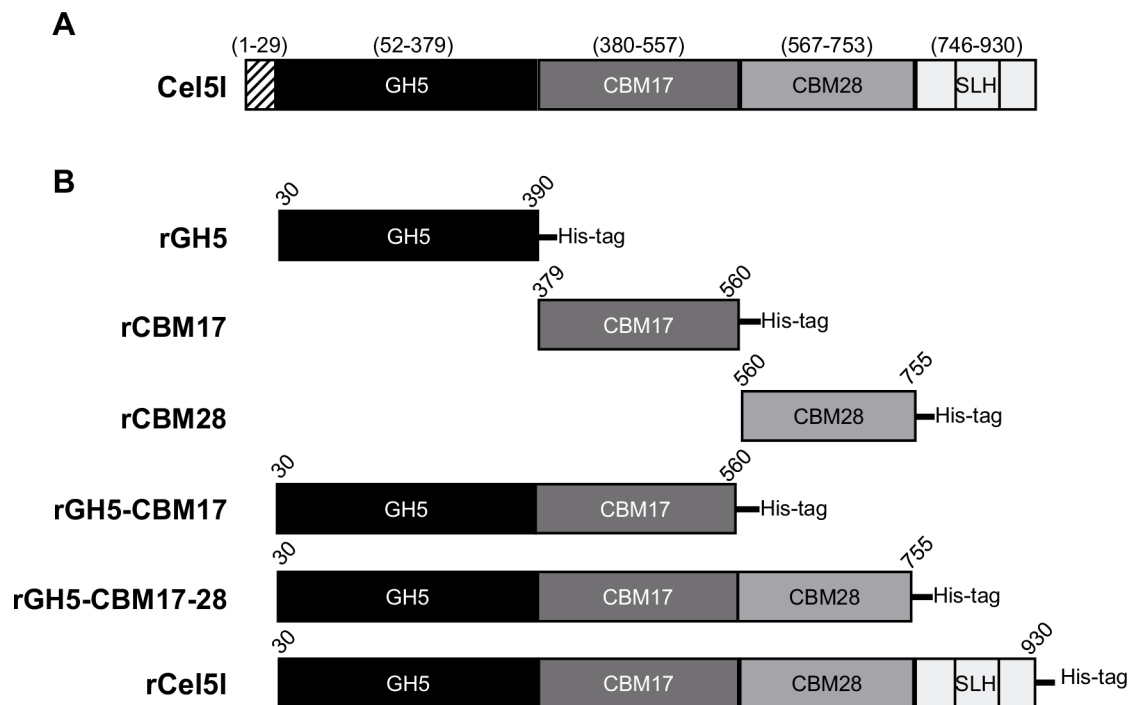 A
(1-29) (52-379) (380-557) (567-753) (746-930)
Cel5I GH5 CBM17 CBM28 SLH
B
30 390
rGH5 GH5 His-tag
379 560
rCBM17 CBM17 His-tag
560 755
rCBM28 CBM28 His-tag
30 560
rGH5-CBM17 GH5 CBM17 His-tag
30 755
rGH5-CBM17-28 GH5 CBM17 CBM28 His-tag
30 930
rCel5I GH5 CBM17 CBM28 SLH His-tag